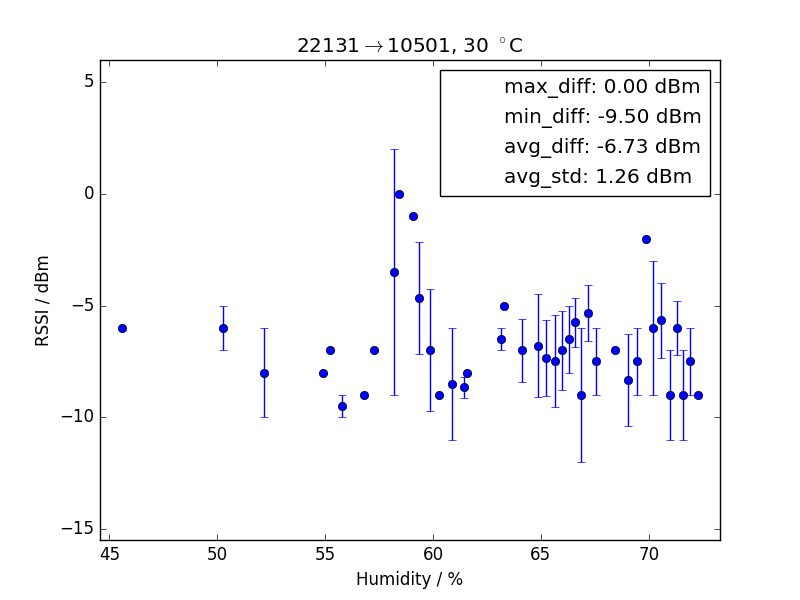 22131→10501, 30 °C
max_diff: 0.00 dBm
min_diff: -9.50 dBm
avg_diff: -6.73 dBm
avg_std: 1.26 dBm
5
0
−5
−10
−15
RSSI / dBm
45 50 55 60 65 70
Humidity / %